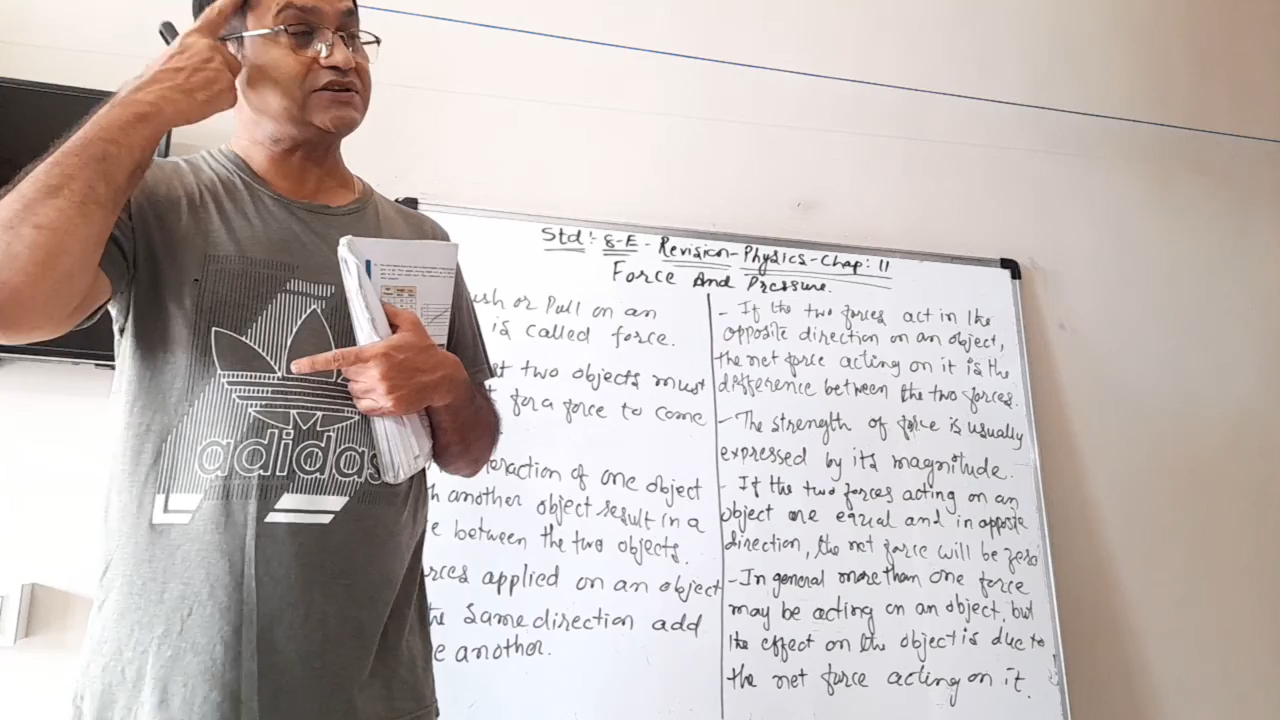 Std: 8-E - Revision-Physics-Chap: 11
Force And Pressure.
ush or Pull on an
is called force.
st two objects must
t for a force to come
teraction of one object
h another object result in a
e between the two objects.
rces applied on an object
the same direction add
e another.
- If the two forces act in the
opposite direction on an object,
the net force acting on it is the
difference between the two forces.
- The strength of force is usually
expressed by its magnitude.
- If the two forces acting on an
object are equal and in opposite
direction, the net force will be zero
- In general more than one force
may be acting on an object, but
the effect on the object is due to
the net force acting on it.
adidas